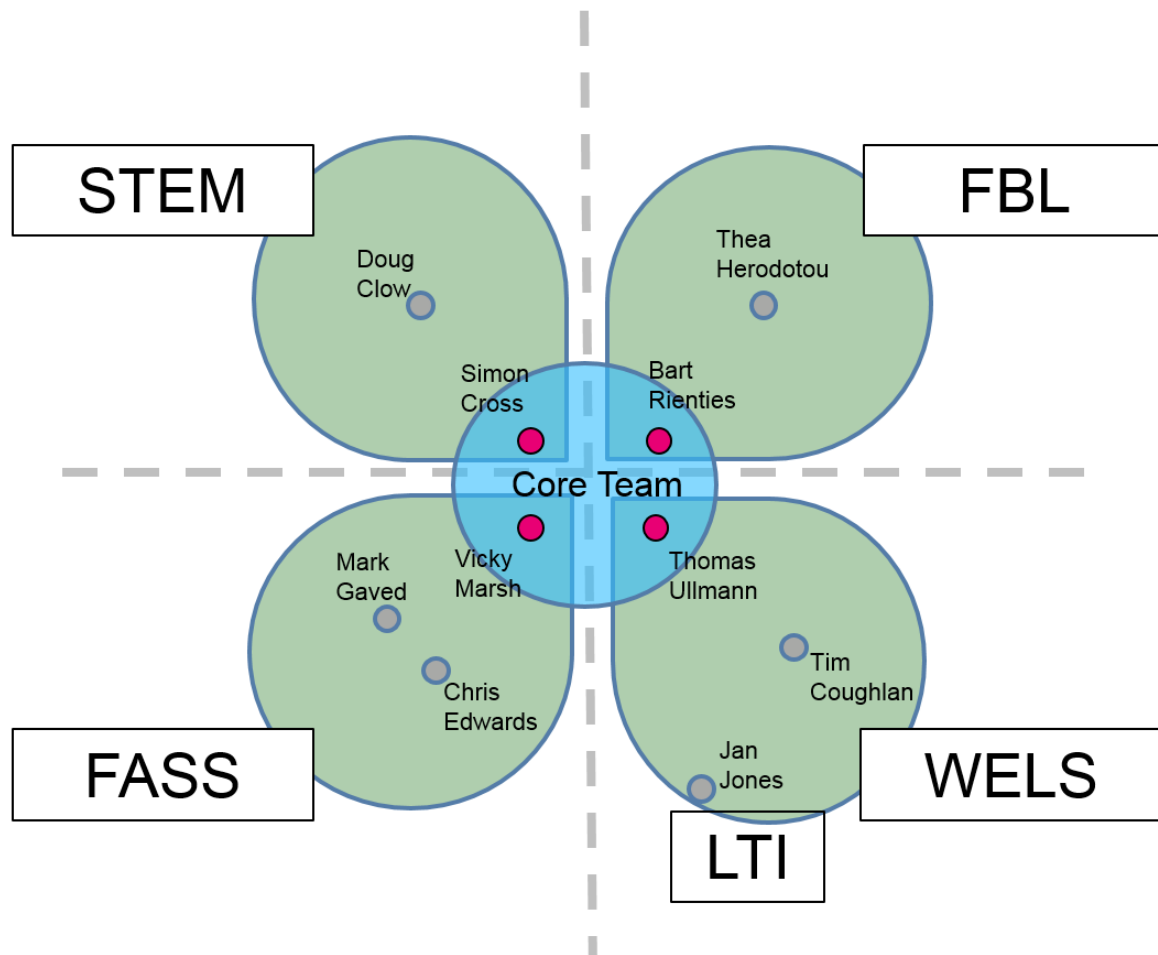 STEM
FBL
Doug
Clow
Thea
Herodotou
Simon
Cross
Bart
Rienties
Core Team
Mark
Gaved
Vicky
Marsh
Thomas
Ullmann
Chris
Edwards
Tim
Coughlan
Jan
Jones
FASS
WELS
LTI